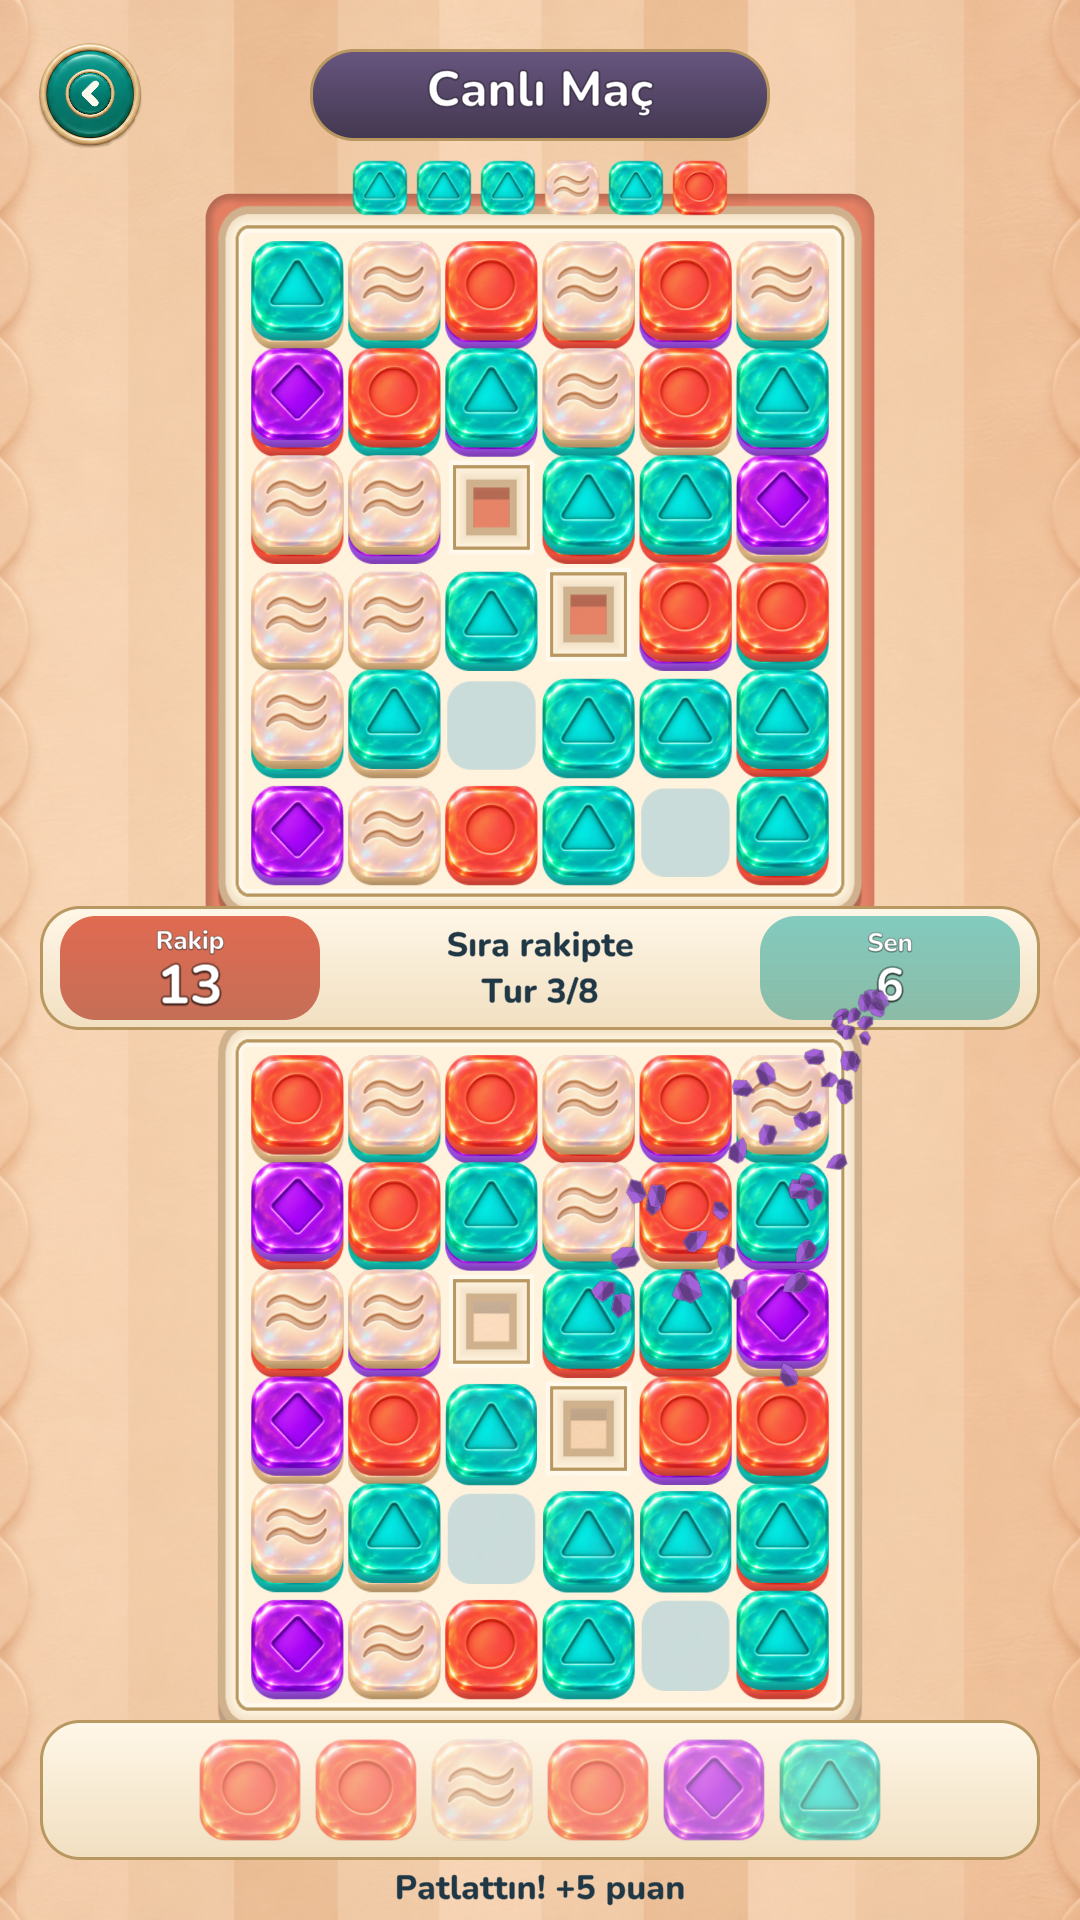 Canlı Maç
Rakip
13
Sıra rakipte
Tur 3/8
Sen
6
Patlattın! +5 puan